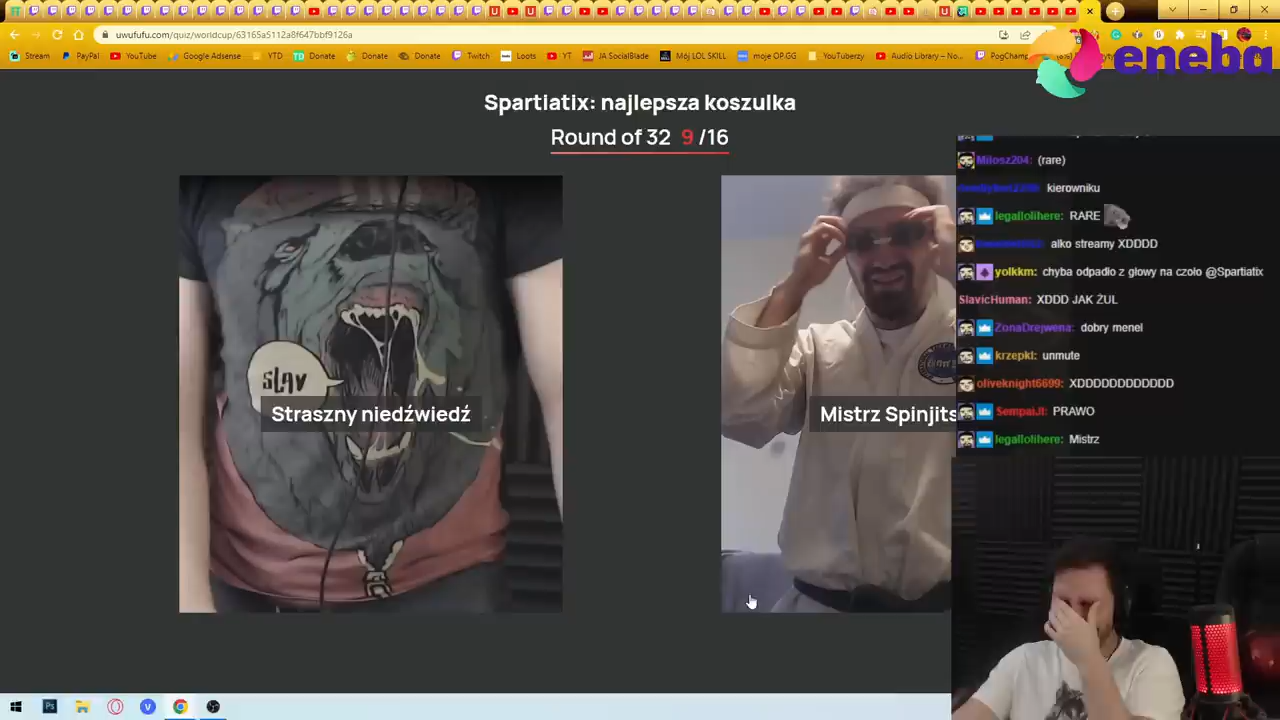 uwufufu.com/quiz/worldcup/63165a5112a8f647bbf9126a
Stream
PayPal
YouTube
Google Adsense
YTD
Donate
Donate
Donate
Twitch
Loots
YT
JA SocialBlade
Mój LOL SKILL
moje OP.GG
YouTuberzy
Audio Library – No...
PogChamp
eneba
Spartiatix: najlepsza koszulka
Round of 32 9 /16
SLAV
Straszny niedźwiedź
Mistrz Spinjits
Milosz204: (rare)
kierowniku
legallolihere: RARE
alko streamy XDDDD
yolkkm: chyba odpadło z głowy na czoło @Spartiatix
SlavicHuman: XDDD JAK ŻUL
ZonaDrejwena: dobry menel
krzepkl: unmute
oliveknight6699: XDDDDDDDDDDDD
SempaiJt: PRAWO
legallolihere: Mistrz